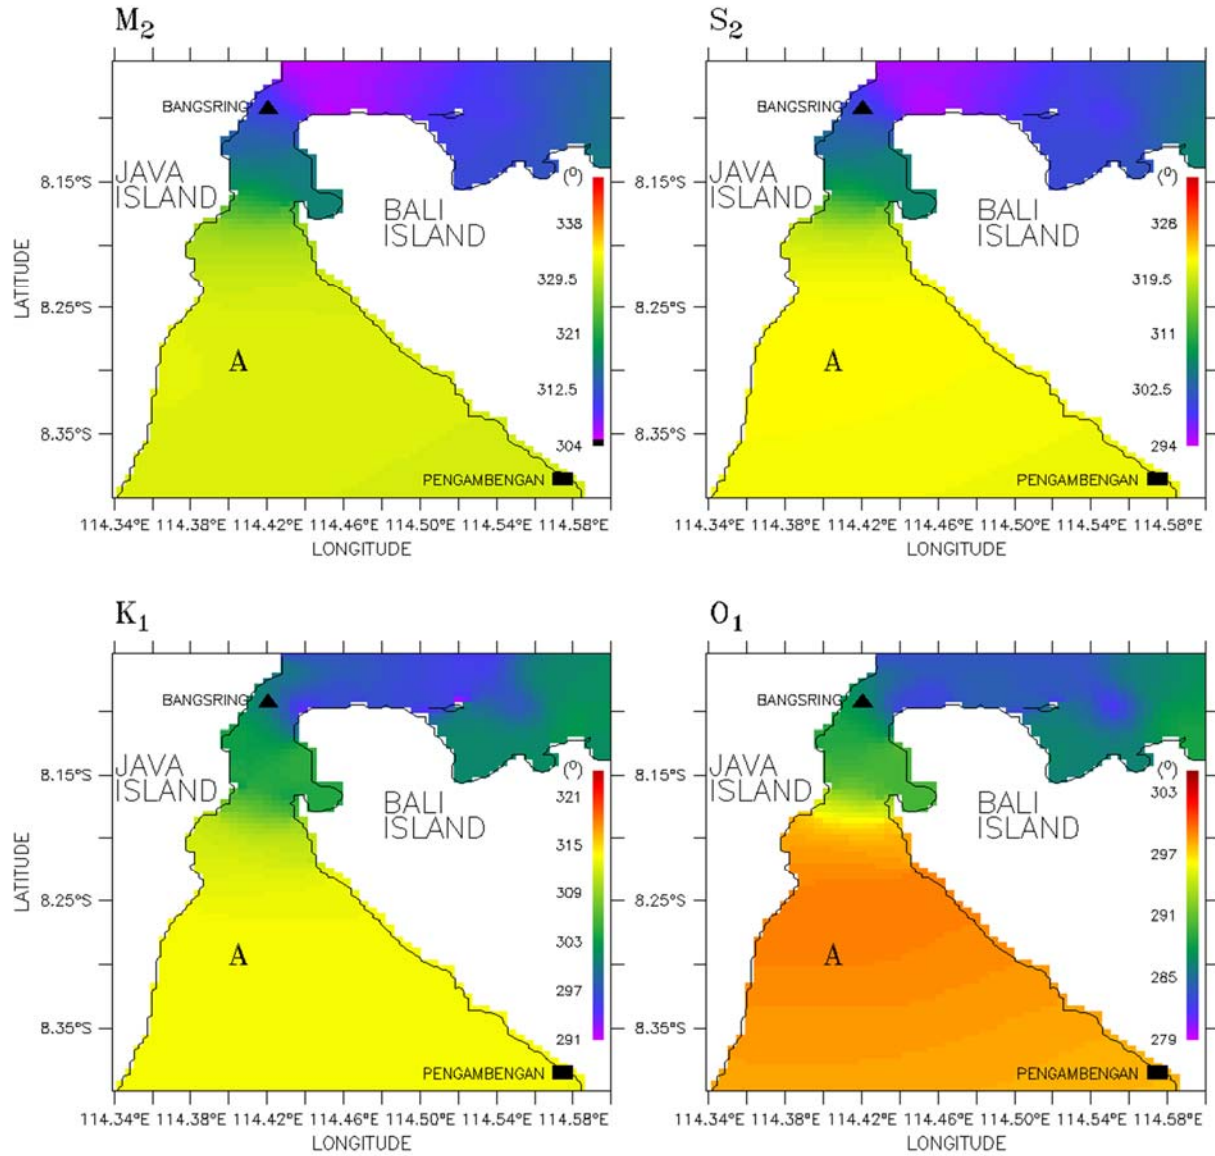 M₂
BANGSRING
JAVA
ISLAND
BALI
ISLAND
(°)
338
329.5
321
312.5
304
8.15°S
8.25°S
8.35°S
LATITUDE
A
PENGAMBENGAN
114.34°E 114.38°E 114.42°E 114.46°E 114.50°E 114.54°E 114.58°E
LONGITUDE
S₂
BANGSRING
JAVA
ISLAND
BALI
ISLAND
(°)
328
319.5
311
302.5
294
8.15°S
8.25°S
8.35°S
A
PENGAMBENGAN
114.34°E 114.38°E 114.42°E 114.46°E 114.50°E 114.54°E 114.58°E
LONGITUDE
K₁
BANGSRING
JAVA
ISLAND
BALI
ISLAND
(°)
321
315
309
303
297
291
8.15°S
8.25°S
8.35°S
LATITUDE
A
PENGAMBENGAN
114.34°E 114.38°E 114.42°E 114.46°E 114.50°E 114.54°E 114.58°E
LONGITUDE
O₁
BANGSRING
JAVA
ISLAND
BALI
ISLAND
(°)
303
297
291
285
279
8.15°S
8.25°S
8.35°S
A
PENGAMBENGAN
114.34°E 114.38°E 114.42°E 114.46°E 114.50°E 114.54°E 114.58°E
LONGITUDE